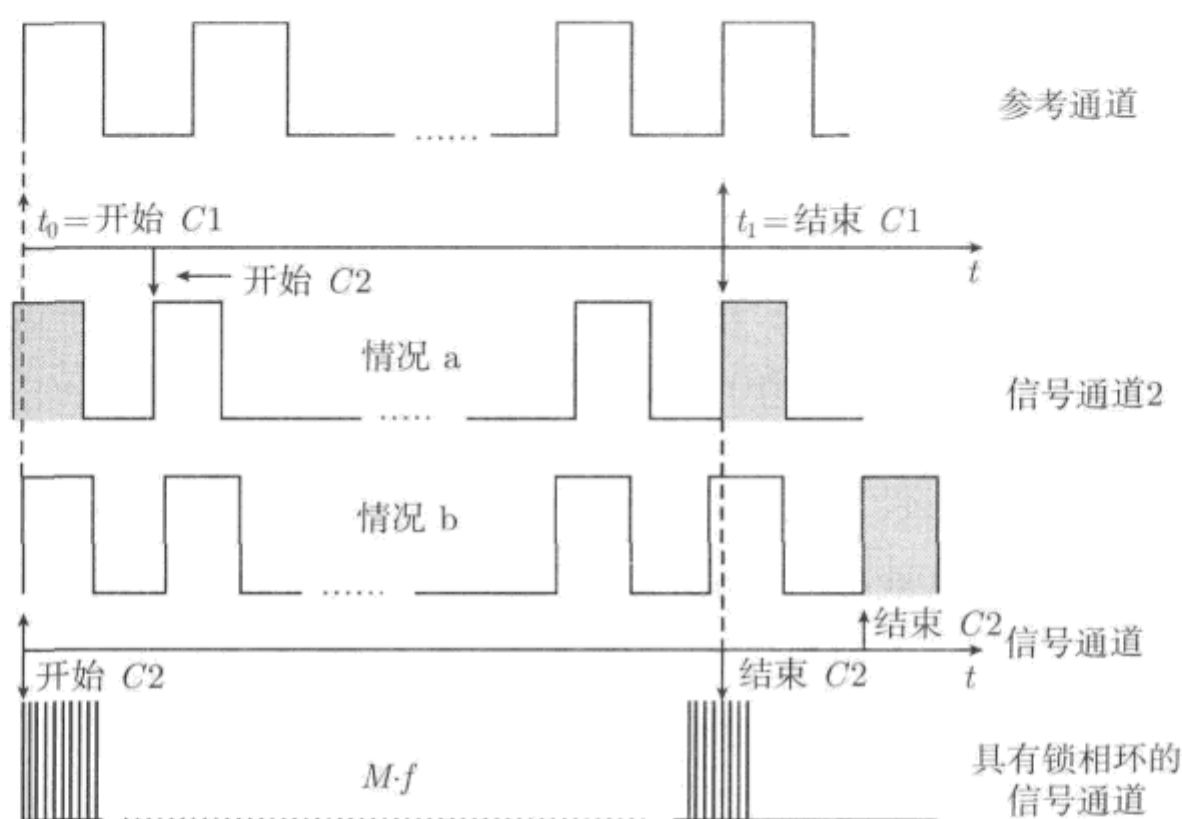 参考通道
t₀=开始 C1
t₁=结束 C1
t
开始 C2
情况 a
信号通道2
情况 b
结束 C2
信号通道
开始 C2
结束 C2
t
M·f
具有锁相环的
信号通道